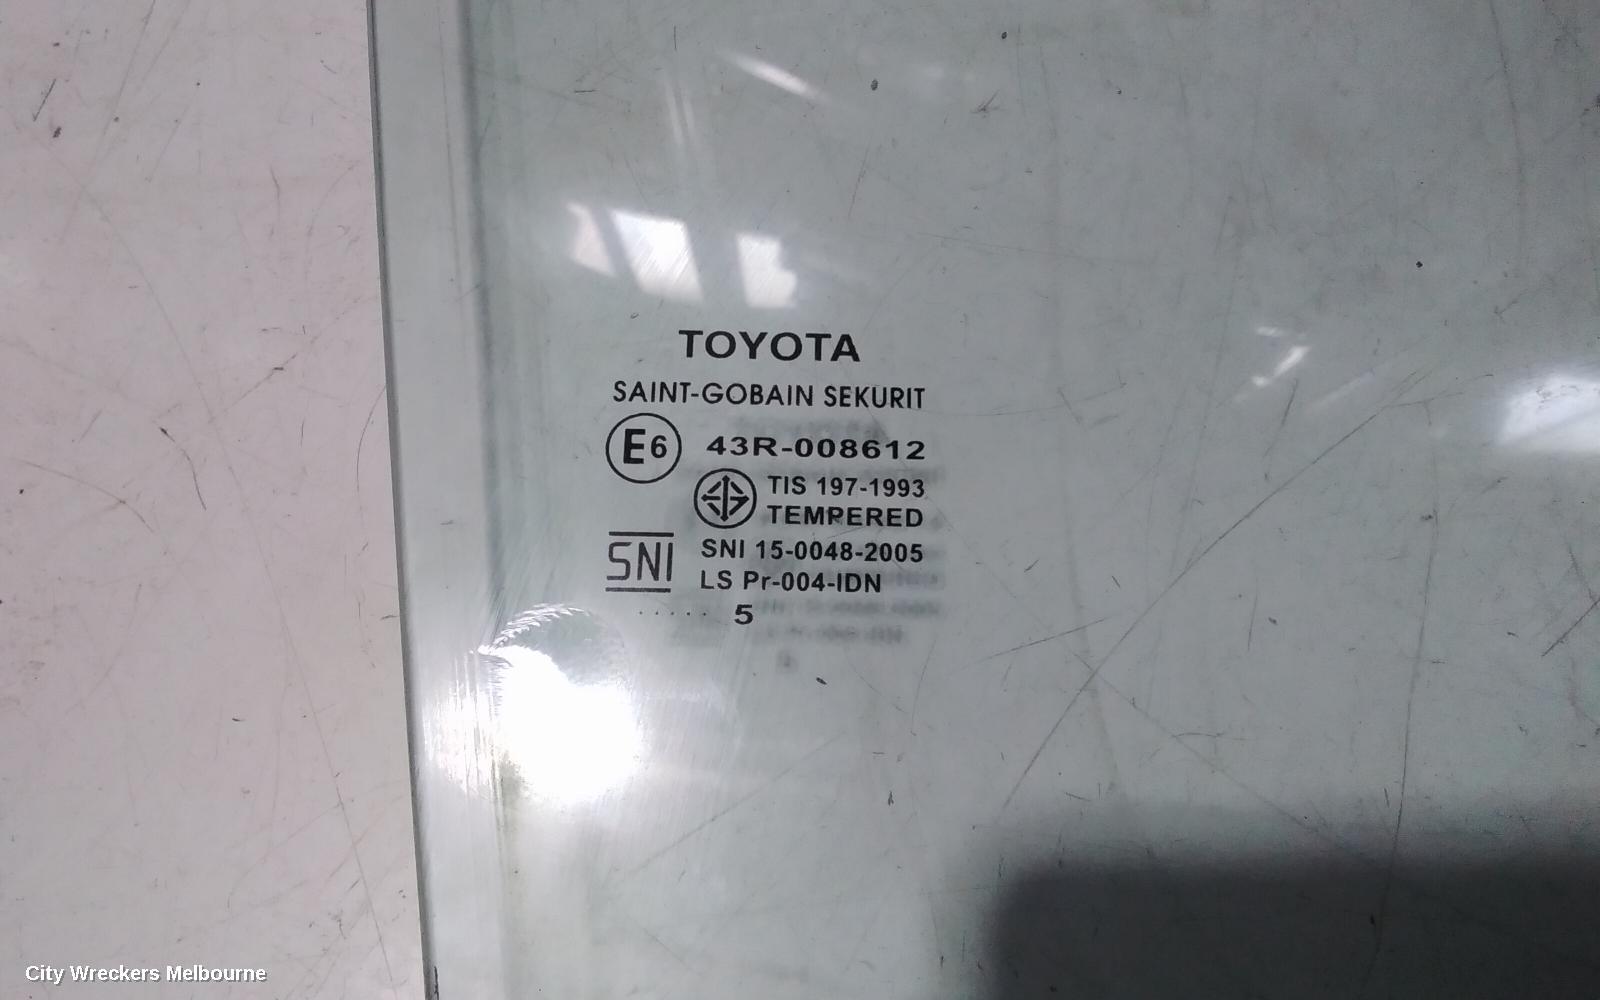 TOYOTA
SAINT-GOBAIN SEKURIT
E6 43R-008612
TIS 197-1993
TEMPERED
SNI SNI 15-0048-2005
LS Pr-004-IDN
..... 5
City Wreckers Melbourne